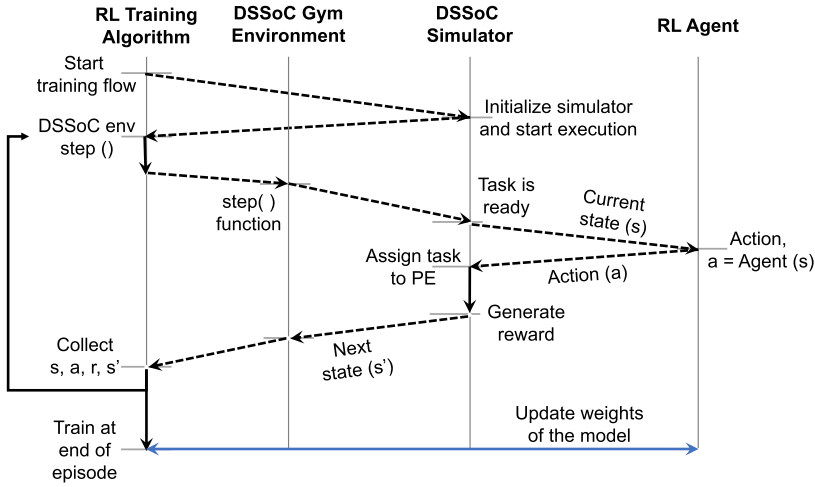 RL Training
Algorithm
DSSoC Gym
Environment
DSSoC
Simulator
RL Agent
Start
training flow
Initialize simulator
and start execution
DSSoC env
step ()
step( )
function
Task is
ready
Current
state (s)
Action,
a = Agent (s)
Assign task
to PE
Action (a)
Generate
reward
Next
state (s’)
Collect
s, a, r, s’
Train at
end of
episode
Update weights
of the model